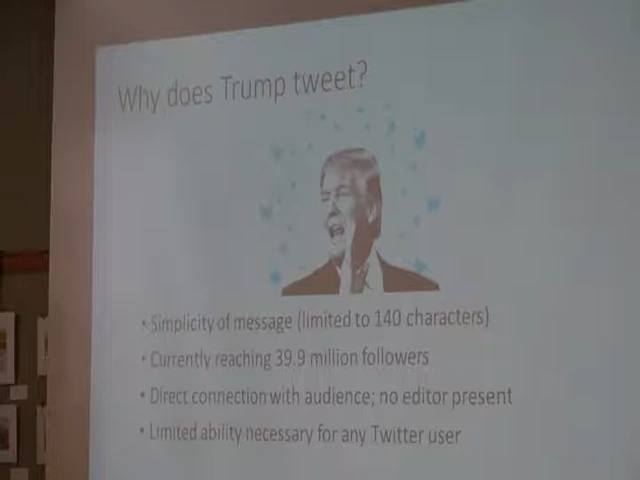 Why does Trump tweet?
• Simplicity of message (limited to 140 characters)
• Currently reaching 39.9 million followers
• Direct connection with audience; no editor present
• Limited ability necessary for any Twitter user